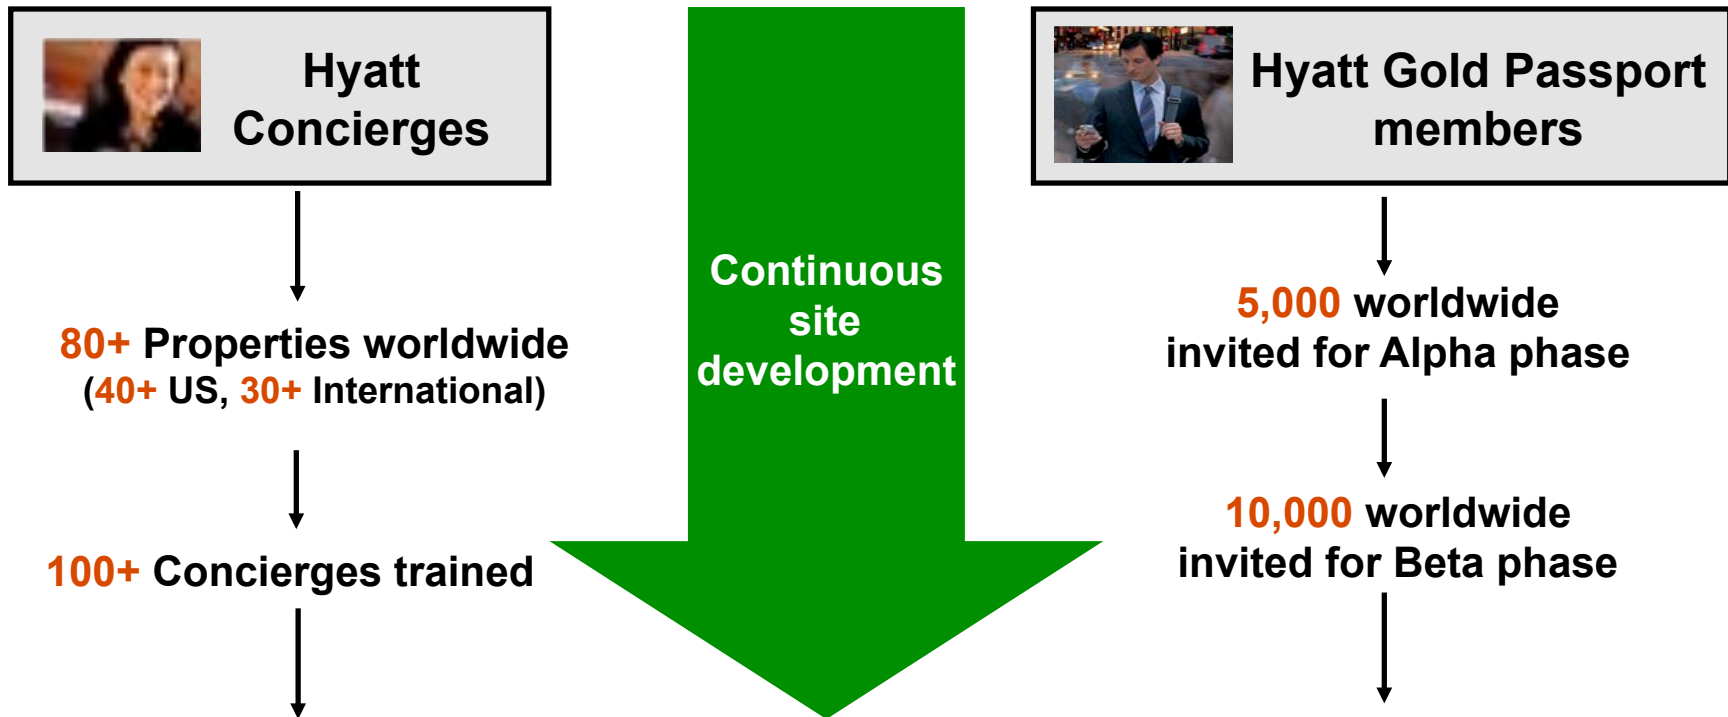 Hyatt
Concierges
80+ Properties worldwide
(40+ US, 30+ International)
100+ Concierges trained
Continuous
site
development
Hyatt Gold Passport
members
5,000 worldwide
invited for Alpha phase
10,000 worldwide
invited for Beta phase